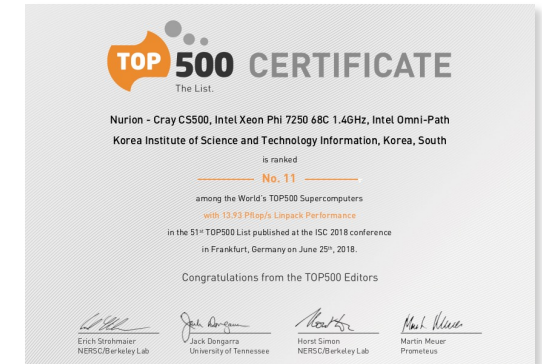 TOP 500 CERTIFICATE
The List.
Nurion - Cray CS500, Intel Xeon Phi 7250 68C 1.4GHz, Intel Omni-Path
Korea Institute of Science and Technology Information, Korea, South
is ranked
No. 11
among the World's TOP500 Supercomputers
with 13.93 Pflop/s Linpack Performance
in the 51st TOP500 List published at the ISC 2018 conference
in Frankfurt, Germany on June 25th, 2018.
Congratulations from the TOP500 Editors
Erich Strohmaier Jack Dongarra Horst Simon Martin Meuer
NERSC/Berkeley Lab University of Tennessee NERSC/Berkeley Lab Prometeus